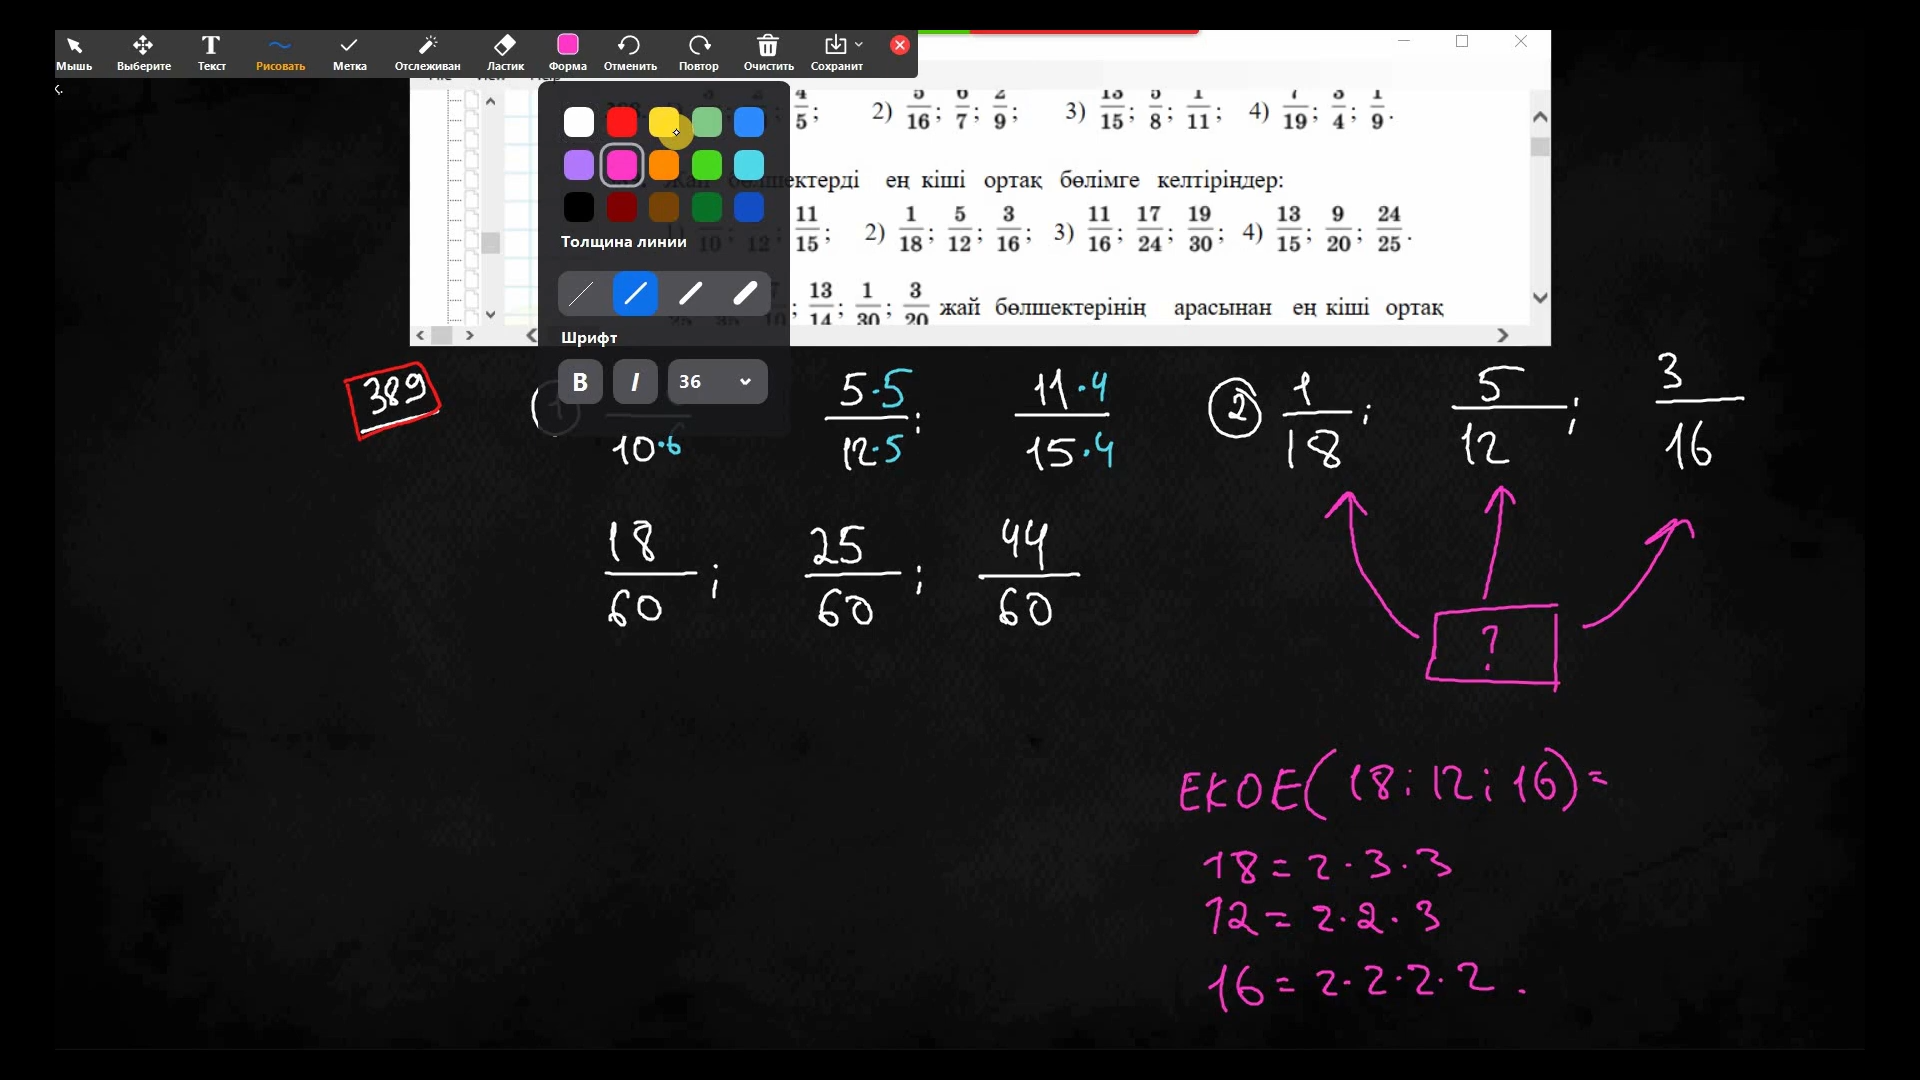 Мышь Выберите Текст Рисовать Метка Отслеживан Ластик Форма Отменить Повтор Очистить Сохранит
4/5; 2) 5/16; 6/7; 2/9; 3) 13/15; 5/8; 1/11; 4) 7/19; 3/4; 1/9.
Жай бөлшектерді ең кіші ортақ бөлімге келтіріңдер:
11/15; 2) 1/18; 5/12; 3/16; 3) 11/16; 17/24; 19/30; 4) 13/15; 9/20; 24/25.
13/14; 1/30; 3/20 жай бөлшектерінің арасынан ең кіші ортақ
Толщина линии
Шрифт
B I 36
389
10·6 5·5/12·5; 11·4/15·4
18/60; 25/60; 44/60
② 1/18; 5/12; 3/16
?
EKOE(18;12;16)=
18=2·3·3
12=2·2·3
16=2·2·2·2.